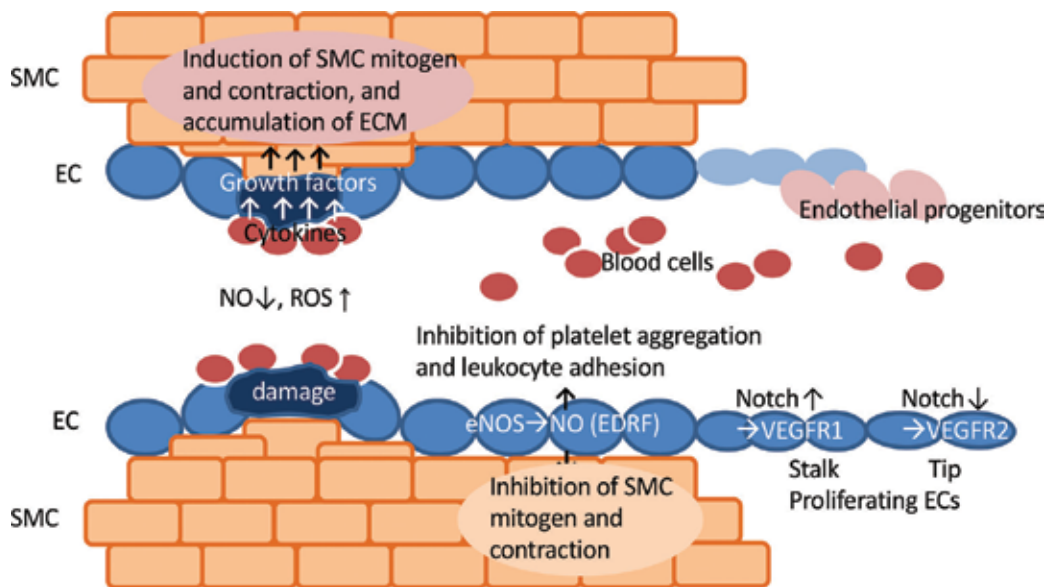 SMC
Induction of SMC mitogen
and contraction, and
accumulation of ECM
EC
↑ ↑ ↑
Growth factors
↑ ↑ ↑ ↑
Cytokines
Endothelial progenitors
Blood cells
NO↓, ROS ↑
Inhibition of platelet aggregation
and leukocyte adhesion
damage
EC
eNOS→NO (EDRF)
Notch ↑
→VEGFR1
Notch ↓
→VEGFR2
Stalk
Tip
Proliferating ECs
SMC
Inhibition of SMC
mitogen and
contraction